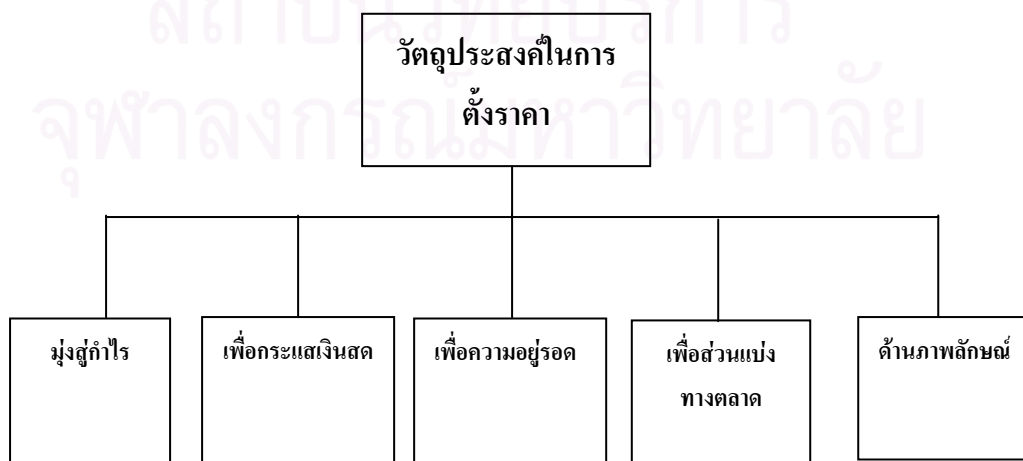 สถาบันวิทยบริการ
จุฬาลงกรณ์มหาวิทยาลัย
วัตถุประสงค์ในการ
ตั้งราคา
มุ่งสู่กำไร
เพื่อกระแสเงินสด
เพื่อความอยู่รอด
เพื่อส่วนแบ่ง
ทางตลาด
ด้านภาพลักษณ์